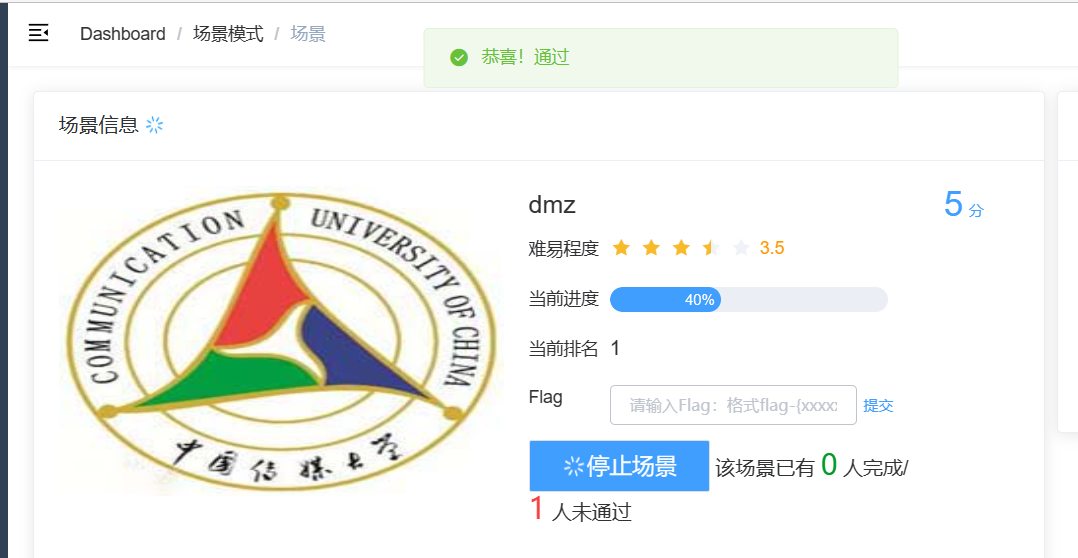 Dashboard / 场景模式 / 场景
恭喜！通过
场景信息
COMMUNICATION UNIVERSITY OF CHINA
中国传媒大学
dmz
5 分
难易程度 3.5
当前进度 40%
当前排名 1
Flag 请输入Flag：格式flag-{xxxx 提交
停止场景 该场景已有 0 人完成/
1 人未通过